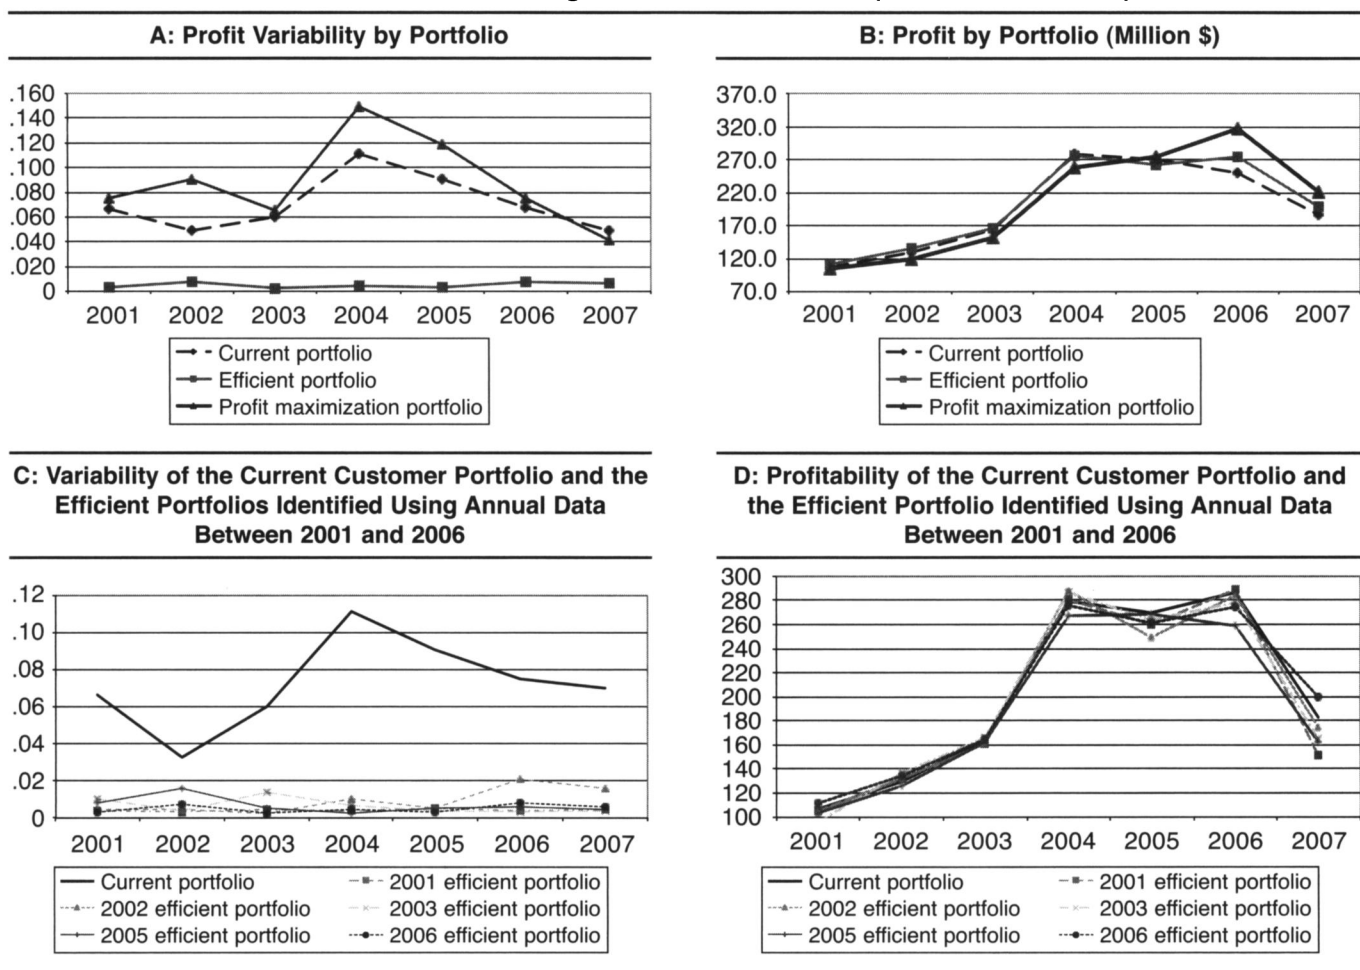 A: Profit Variability by Portfolio
.160
.140
.120
.100
.080
.060
.040
.020
0
2001 2002 2003 2004 2005 2006 2007
Current portfolio
Efficient portfolio
Profit maximization portfolio
B: Profit by Portfolio (Million $)
370.0
320.0
270.0
220.0
170.0
120.0
70.0
2001 2002 2003 2004 2005 2006 2007
Current portfolio
Efficient portfolio
Profit maximization portfolio
C: Variability of the Current Customer Portfolio and the
Efficient Portfolios Identified Using Annual Data
Between 2001 and 2006
.12
.10
.08
.06
.04
.02
0
2001 2002 2003 2004 2005 2006 2007
Current portfolio 2001 efficient portfolio
2002 efficient portfolio 2003 efficient portfolio
2005 efficient portfolio 2006 efficient portfolio
D: Profitability of the Current Customer Portfolio and
the Efficient Portfolio Identified Using Annual Data
Between 2001 and 2006
300
280
260
240
220
200
180
160
140
120
100
2001 2002 2003 2004 2005 2006 2007
Current portfolio 2001 efficient portfolio
2002 efficient portfolio 2003 efficient portfolio
2005 efficient portfolio 2006 efficient portfolio